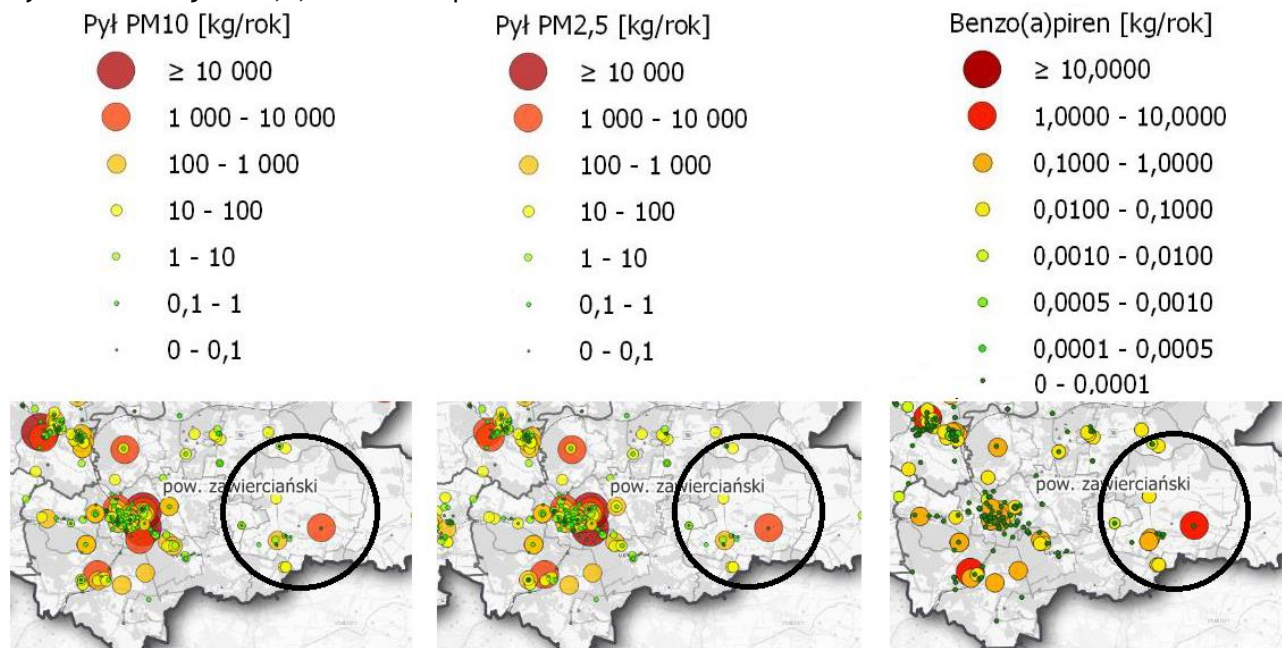 Pył PM10 [kg/rok]
≥ 10 000
1 000 - 10 000
100 - 1 000
10 - 100
1 - 10
0,1 - 1
0 - 0,1
Pył PM2,5 [kg/rok]
≥ 10 000
1 000 - 10 000
100 - 1 000
10 - 100
1 - 10
0,1 - 1
0 - 0,1
Benzo(a)piren [kg/rok]
≥ 10,0000
1,0000 - 10,0000
0,1000 - 1,0000
0,0100 - 0,1000
0,0010 - 0,0100
0,0005 - 0,0010
0,0001 - 0,0005
0 - 0,0001
pow. zawierciański
pow. zawierciański
pow. zawierciański